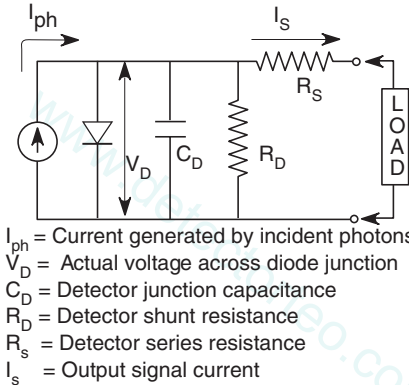 I_ph
I_S
R_S
V_D
C_D
R_D
LOAD
I_ph = Current generated by incident photons
V_D = Actual voltage across diode junction
C_D = Detector junction capacitance
R_D = Detector shunt resistance
R_s = Detector series resistance
I_s = Output signal current